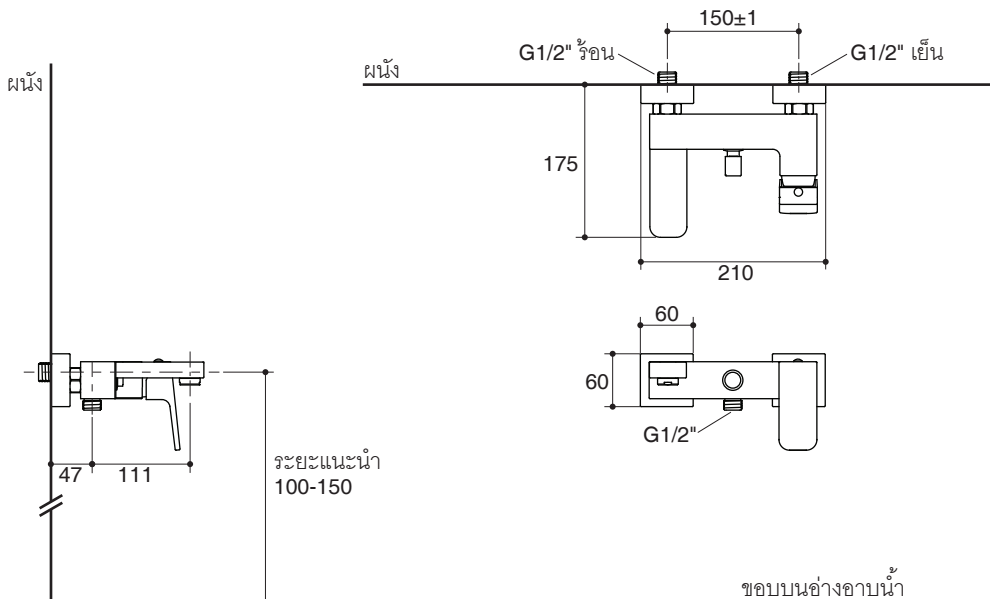 150±1
G1/2" ร้อน
G1/2" เย็น
ผนัง
ผนัง
175
210
60
60
G1/2"
47
111
ระยะแนะนำ
100-150
ขอบบนอ่างอาบน้ำ